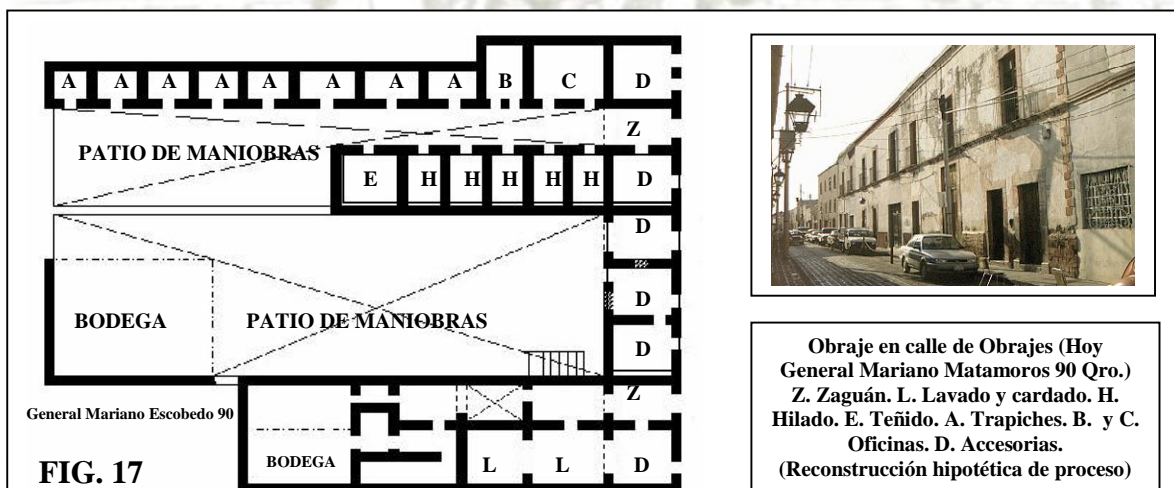 A A A A A A A A B C D
Z
PATIO DE MANIOBRAS
E H H H H H D
D
D
BODEGA
PATIO DE MANIOBRAS
D
Z
General Mariano Escobedo 90
BODEGA
L L D
FIG. 17
Obraje en calle de Obrajes (Hoy
General Mariano Matamoros 90 Qro.)
Z. Zaguán. L. Lavado y cardado. H.
Hilado. E. Teñido. A. Trapiches. B. y C.
Oficinas. D. Accesorias.
(Reconstrucción hipotética de proceso)